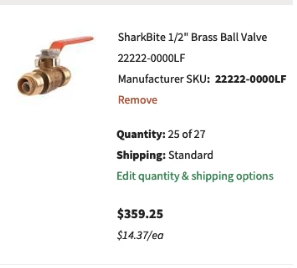 SharkBite 1/2" Brass Ball Valve
22222-0000LF
Manufacturer SKU: 22222-0000LF
Remove
Quantity: 25 of 27
Shipping: Standard
Edit quantity & shipping options
$359.25
$14.37/ea